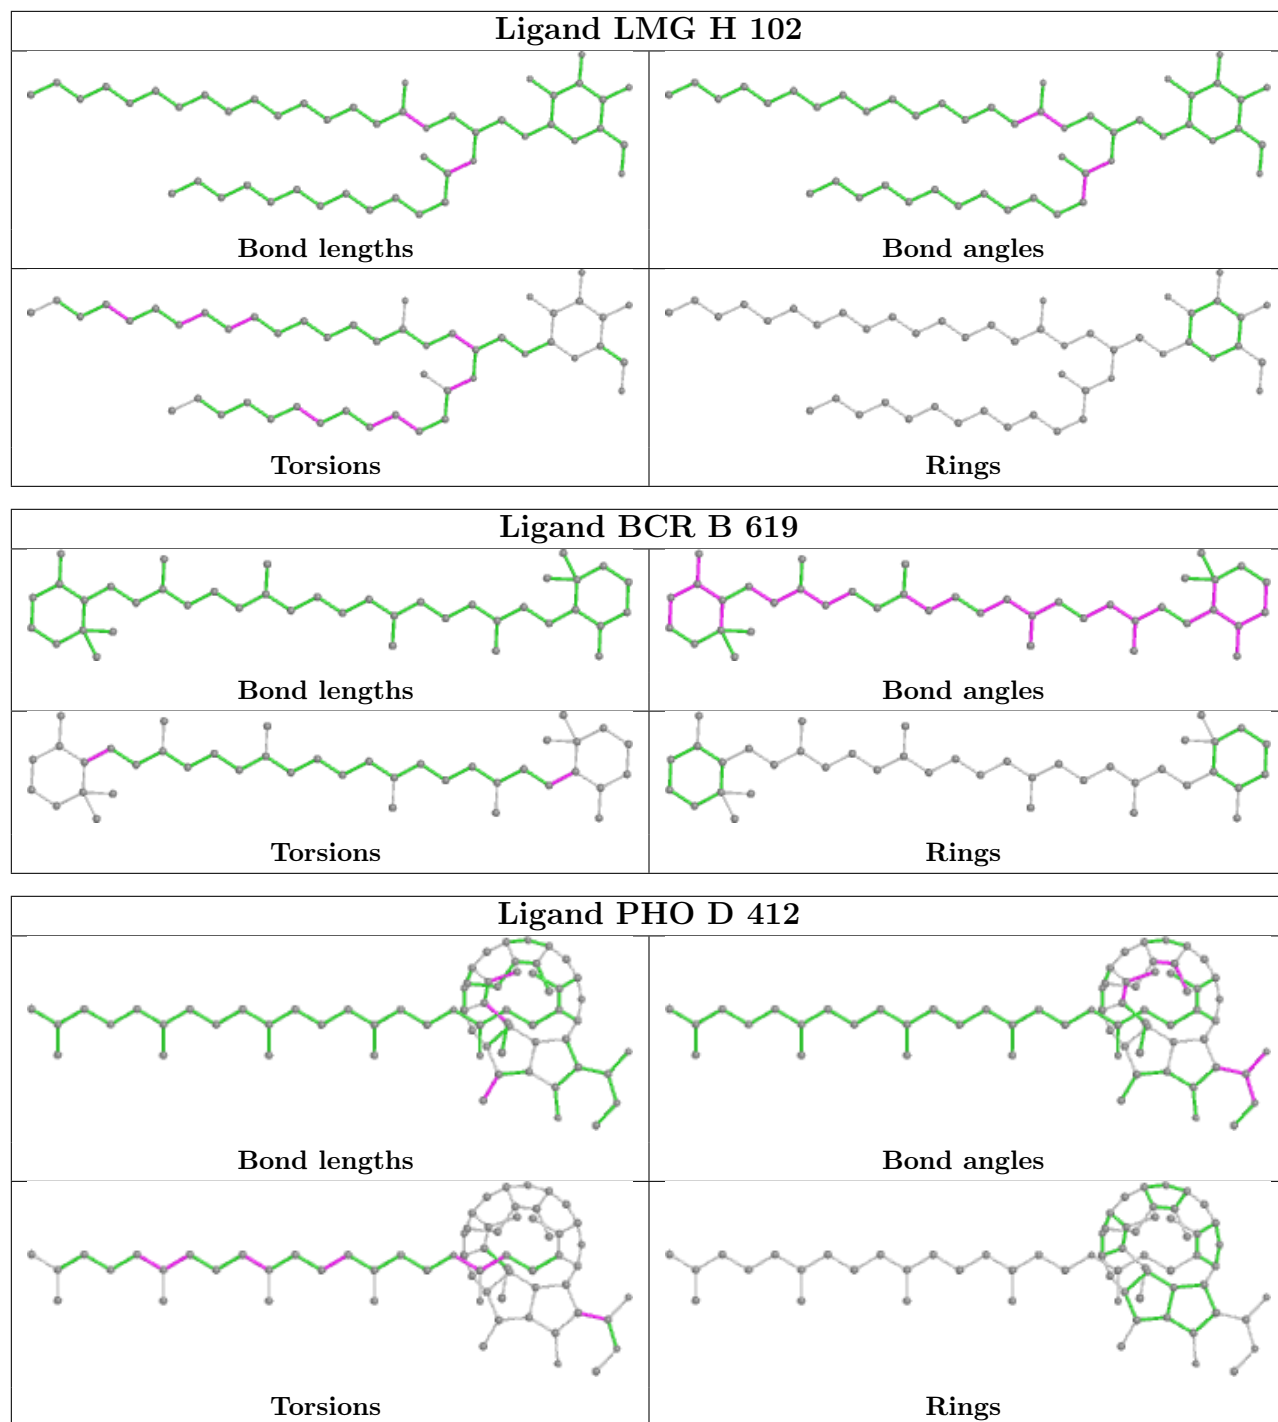 Ligand LMG H 102
Bond lengths
Bond angles
Torsions
Rings
Ligand BCR B 619
Bond lengths
Bond angles
Torsions
Rings
Ligand PHO D 412
Bond lengths
Bond angles
Torsions
Rings